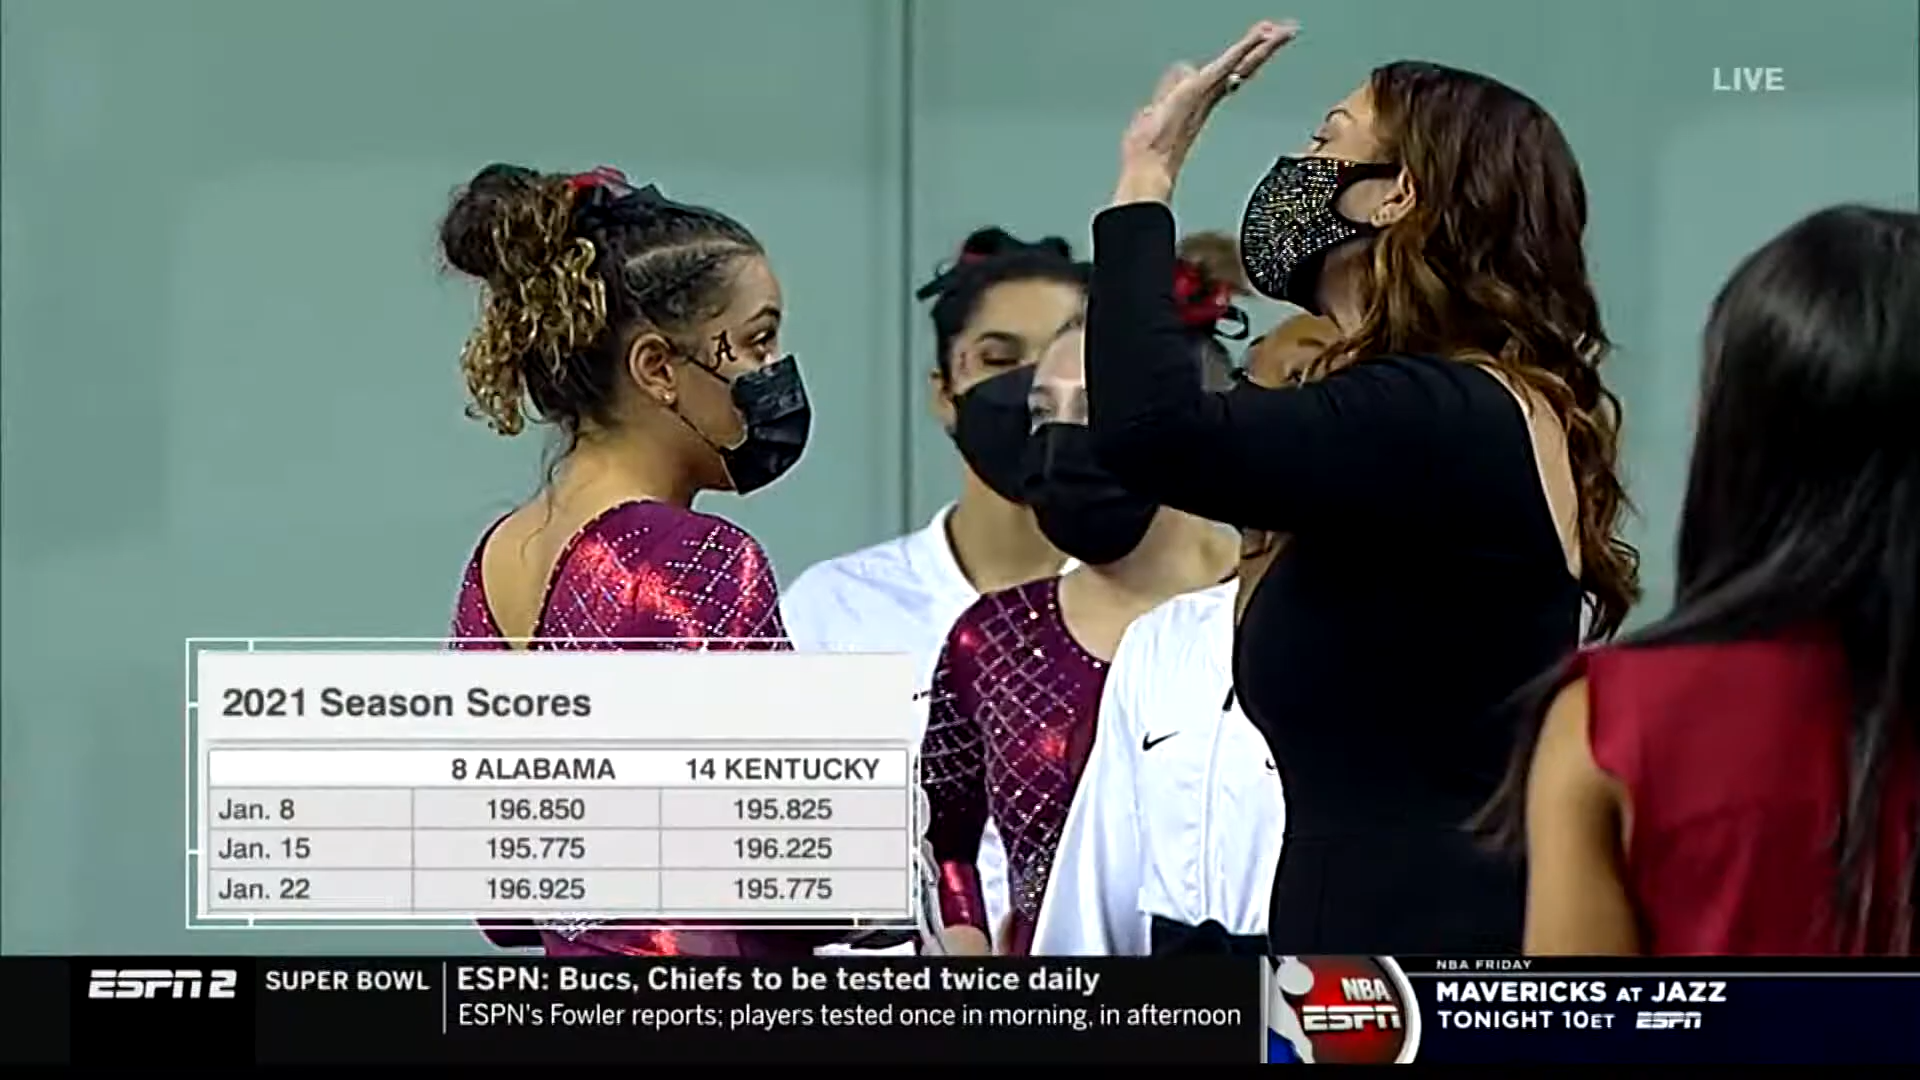 LIVE
A
2021 Season Scores
8 ALABAMA 14 KENTUCKY
Jan. 8 196.850 195.825
Jan. 15 195.775 196.225
Jan. 22 196.925 195.775
ESPN2 SUPER BOWL ESPN: Bucs, Chiefs to be tested twice daily
ESPN's Fowler reports; players tested once in morning, in afternoon
NBA
ESPN
NBA FRIDAY
MAVERICKS AT JAZZ
TONIGHT 10ET ESPN